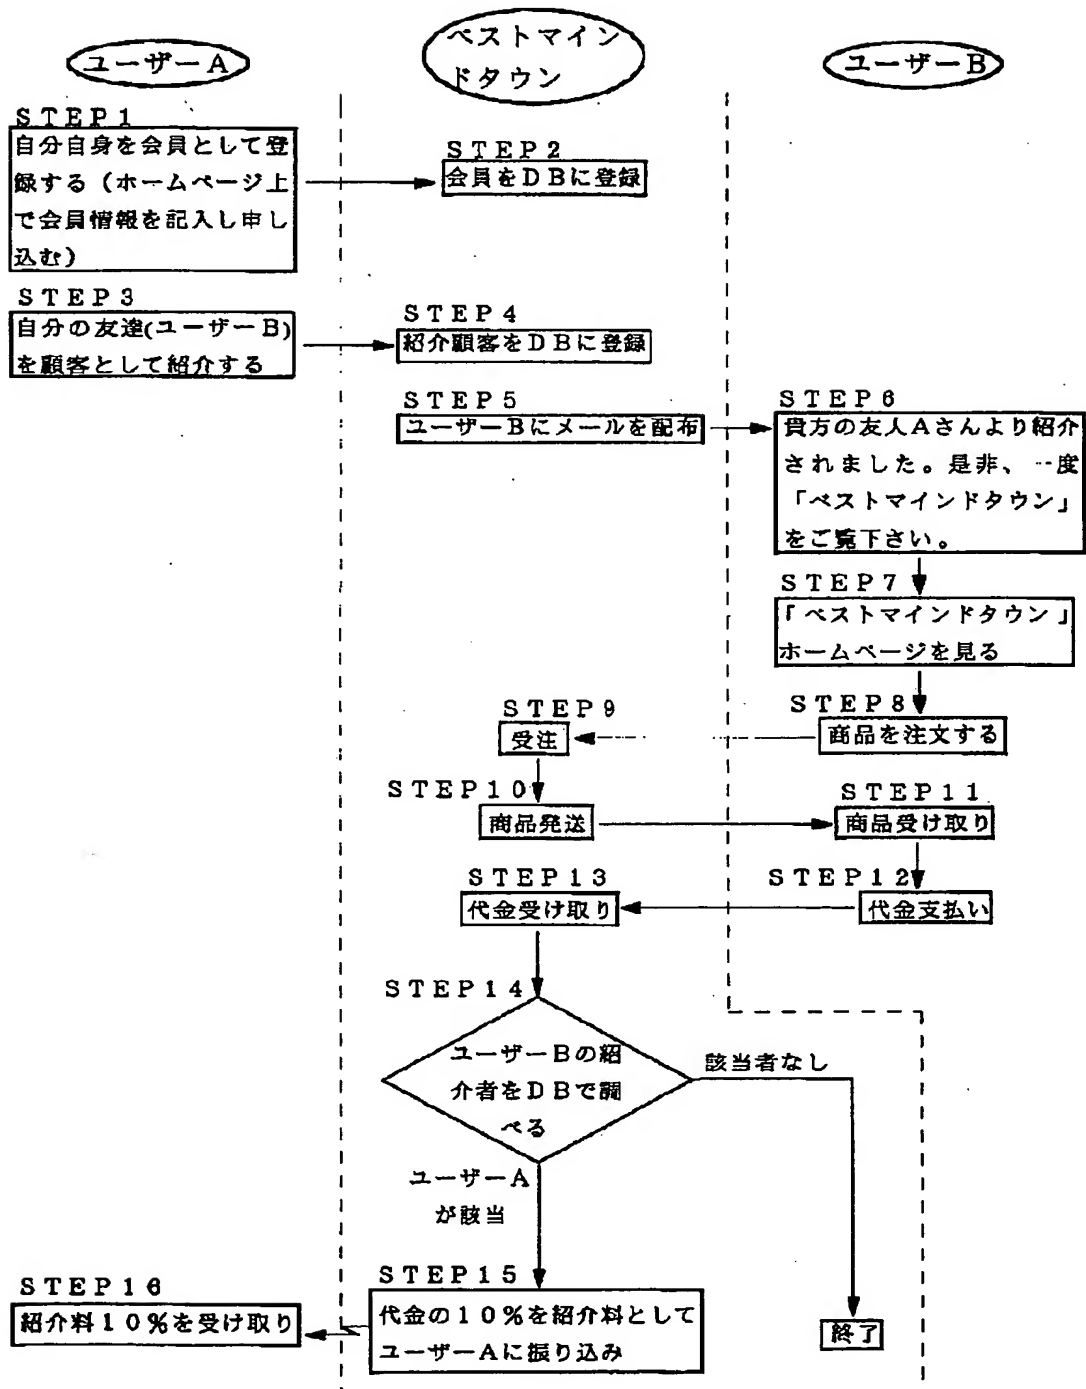 ユーザーA
ベストマイン
ドタウン
ユーザーB
STEP1
自分自身を会員として登
録する（ホームページ上
で会員情報を記入し申し
込む）
STEP2
会員をDBに登録
STEP3
自分の友達(ユーザーB)
を顧客として紹介する
STEP4
紹介顧客をDBに登録
STEP5
ユーザーBにメールを配布
STEP6
貴方の友人Aさんより紹介
されました。是非、一度
「ベストマインドタウン」
をご覧下さい。
STEP7
「ベストマインドタウン」
ホームページを見る
STEP8
商品を注文する
STEP9
受注
STEP10
商品発送
STEP11
商品受け取り
STEP12
代金支払い
STEP13
代金受け取り
STEP14
ユーザーBの紹
介者をDBで調
べる
該当者なし
ユーザーA
が該当
STEP15
代金の10%を紹介料として
ユーザーAに振り込み
STEP16
紹介料10%を受け取り
終了